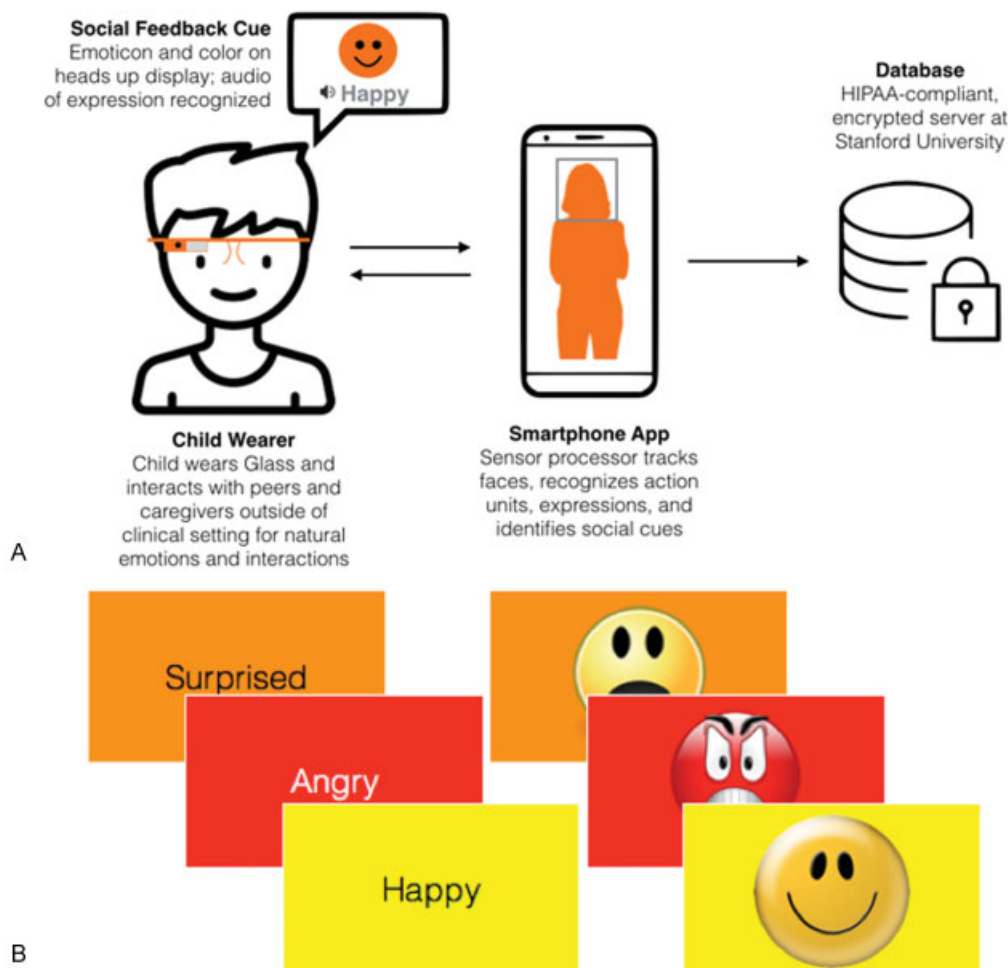 Social Feedback Cue
Emoticon and color on
heads up display; audio
of expression recognized
Happy
Database
HIPAA-compliant,
encrypted server at
Stanford University
Child Wearer
Child wears Glass and
interacts with peers and
caregivers outside of
clinical setting for natural
emotions and interactions
Smartphone App
Sensor processor tracks
faces, recognizes action
units, expressions, and
identifies social cues
A
Surprised
Angry
Happy
B